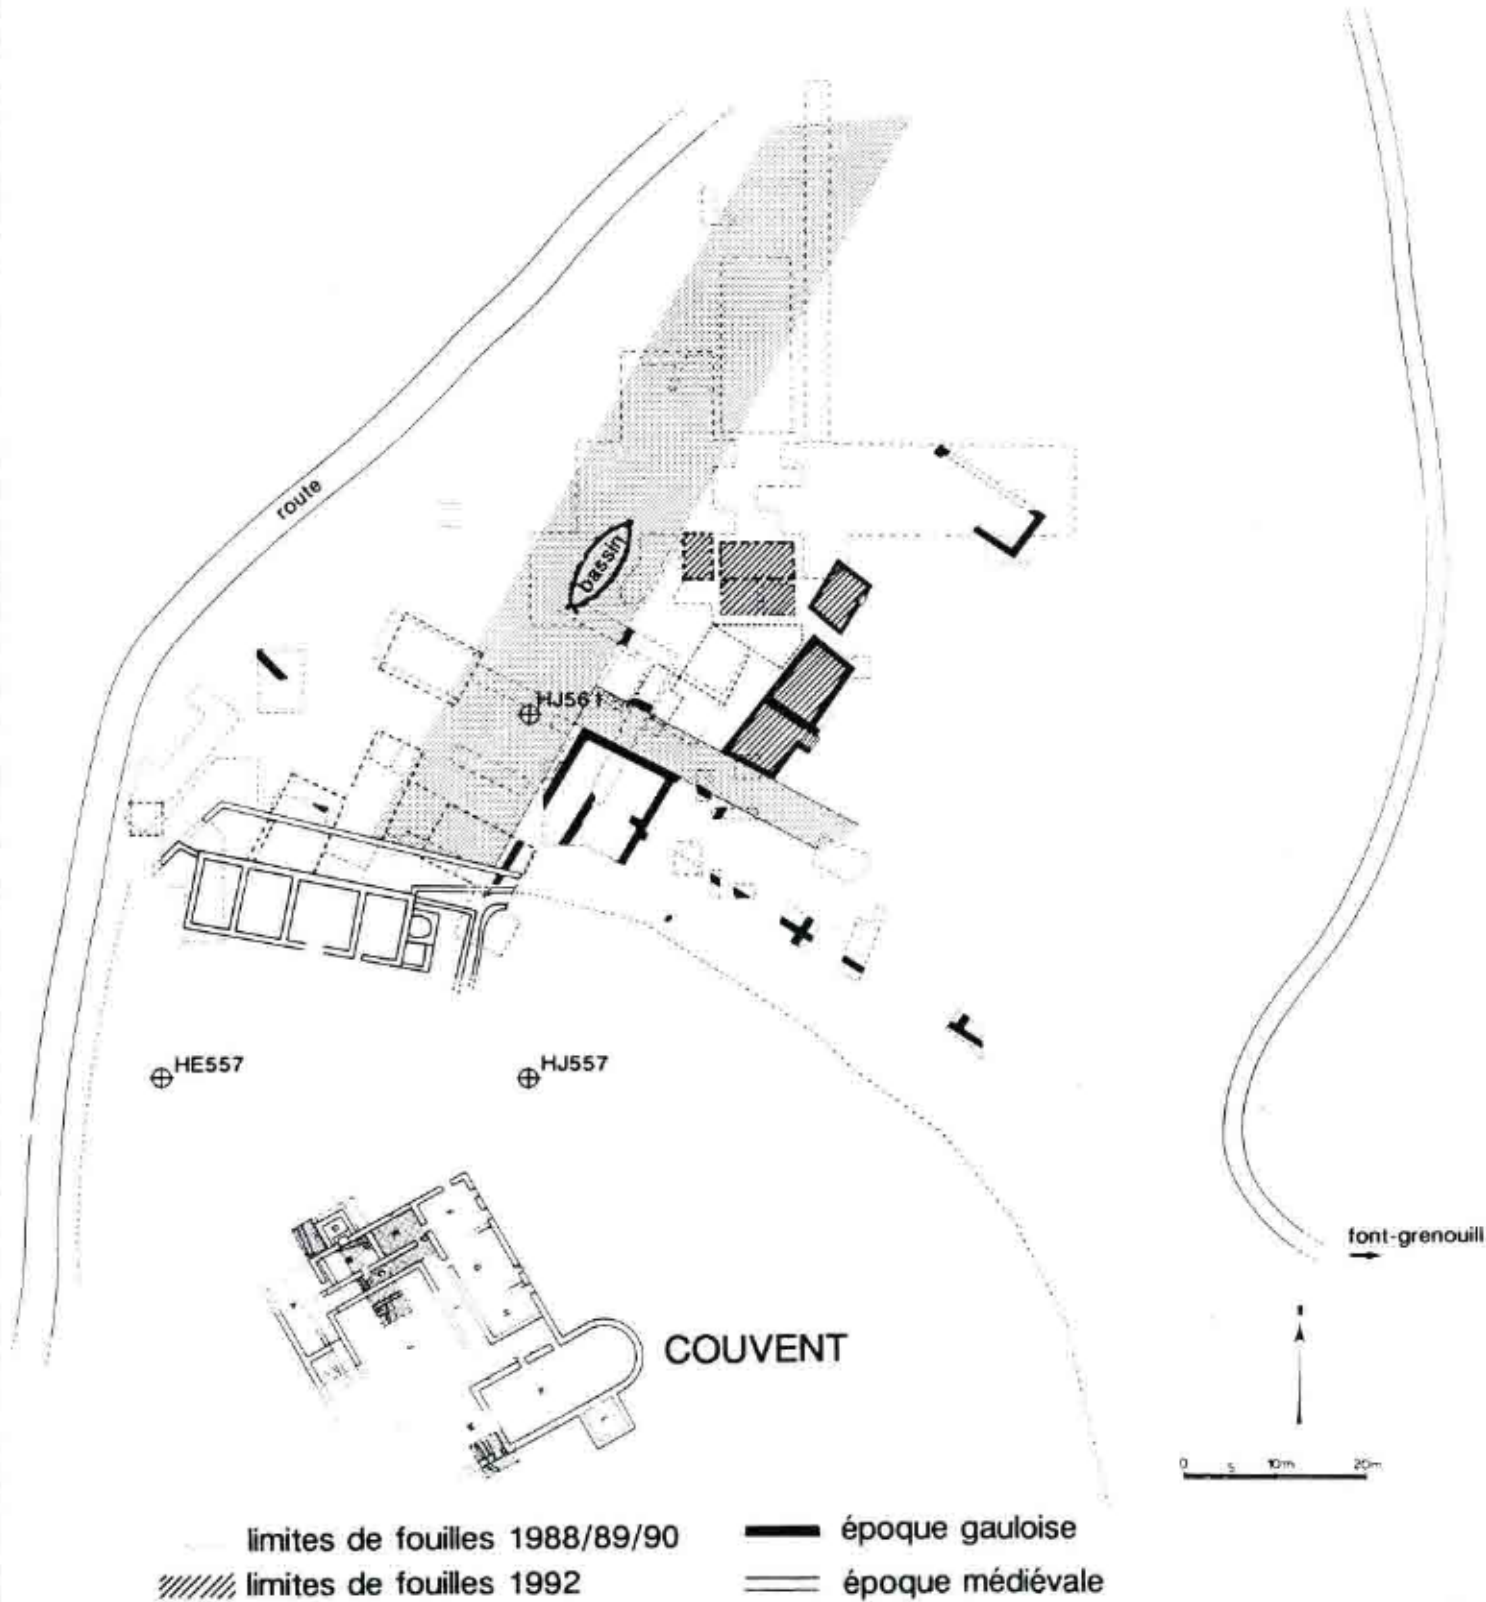 route
bassin
HJ561
HE557
HJ557
font-grenouill
COUVENT
0 5 10m 20m
limites de fouilles 1988/89/90
époque gauloise
limites de fouilles 1992
époque médiévale